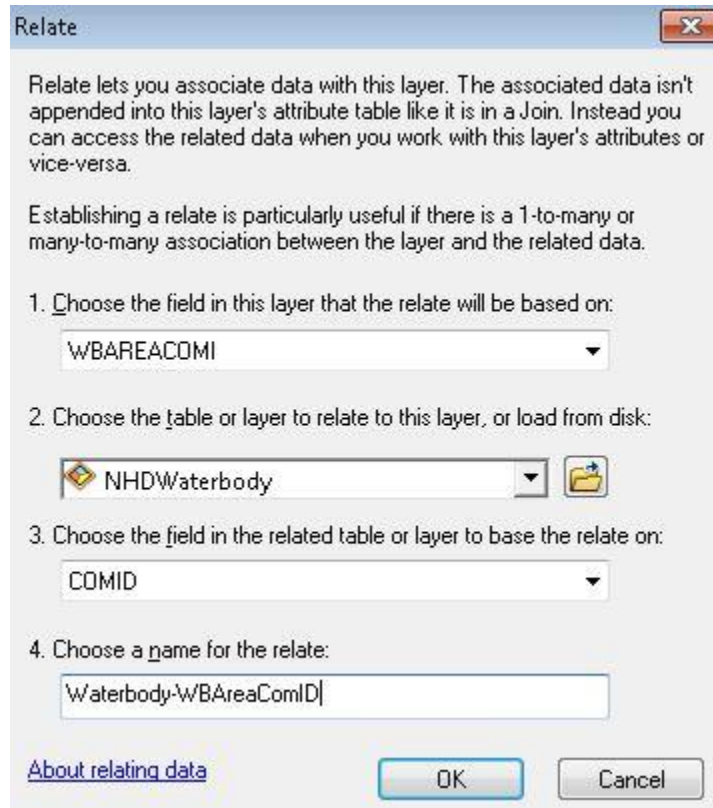 Relate
Relate lets you associate data with this layer. The associated data isn't
appended into this layer's attribute table like it is in a Join. Instead you
can access the related data when you work with this layer's attributes or
vice-versa.
Establishing a relate is particularly useful if there is a 1-to-many or
many-to-many association between the layer and the related data.
1. Choose the field in this layer that the relate will be based on:
WBAREACOMI
2. Choose the table or layer to relate to this layer, or load from disk:
NHDWaterbody
3. Choose the field in the related table or layer to base the relate on:
COMID
4. Choose a name for the relate:
Waterbody-WBAreaComID
About relating data
OK
Cancel